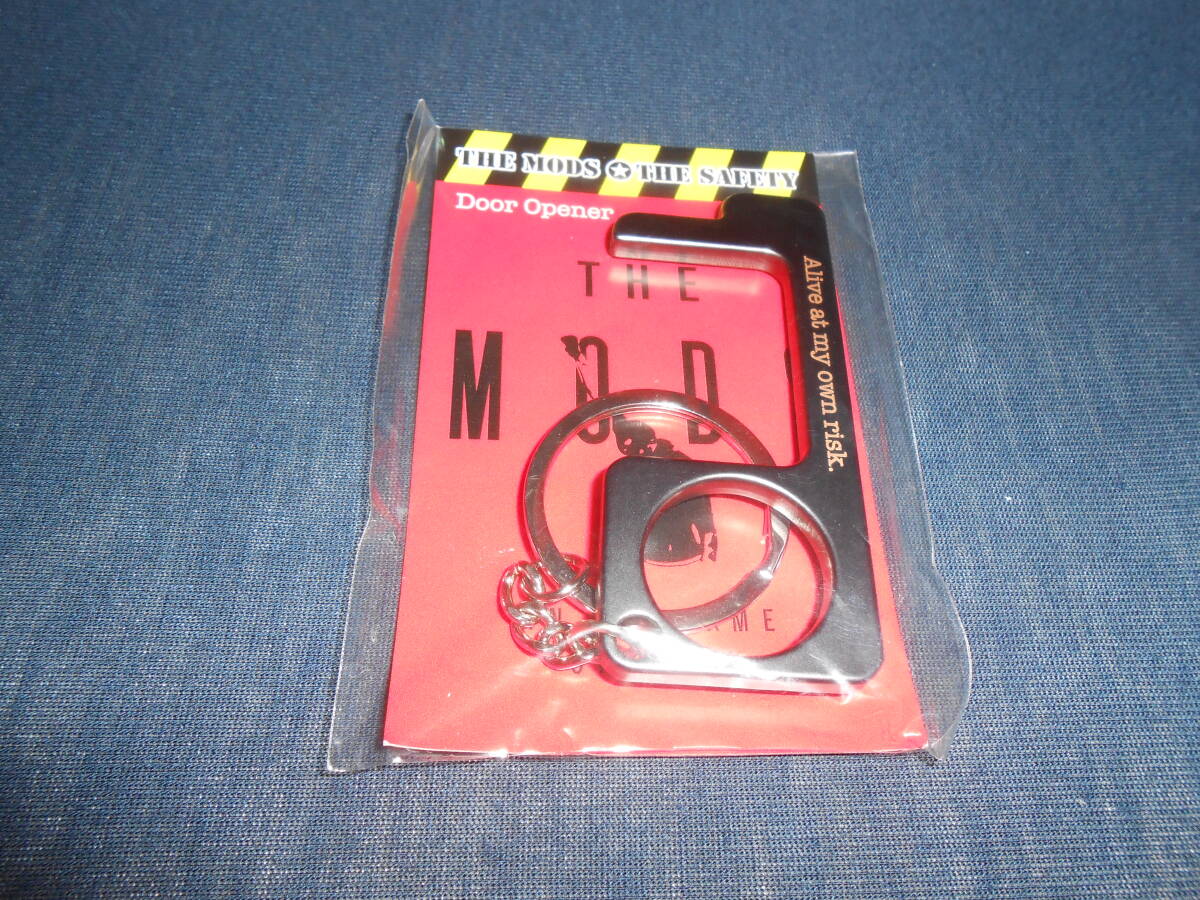 THE MODS ✪ THE SAFETY
Door Opener
THE
MOD
Alive at my own risk.